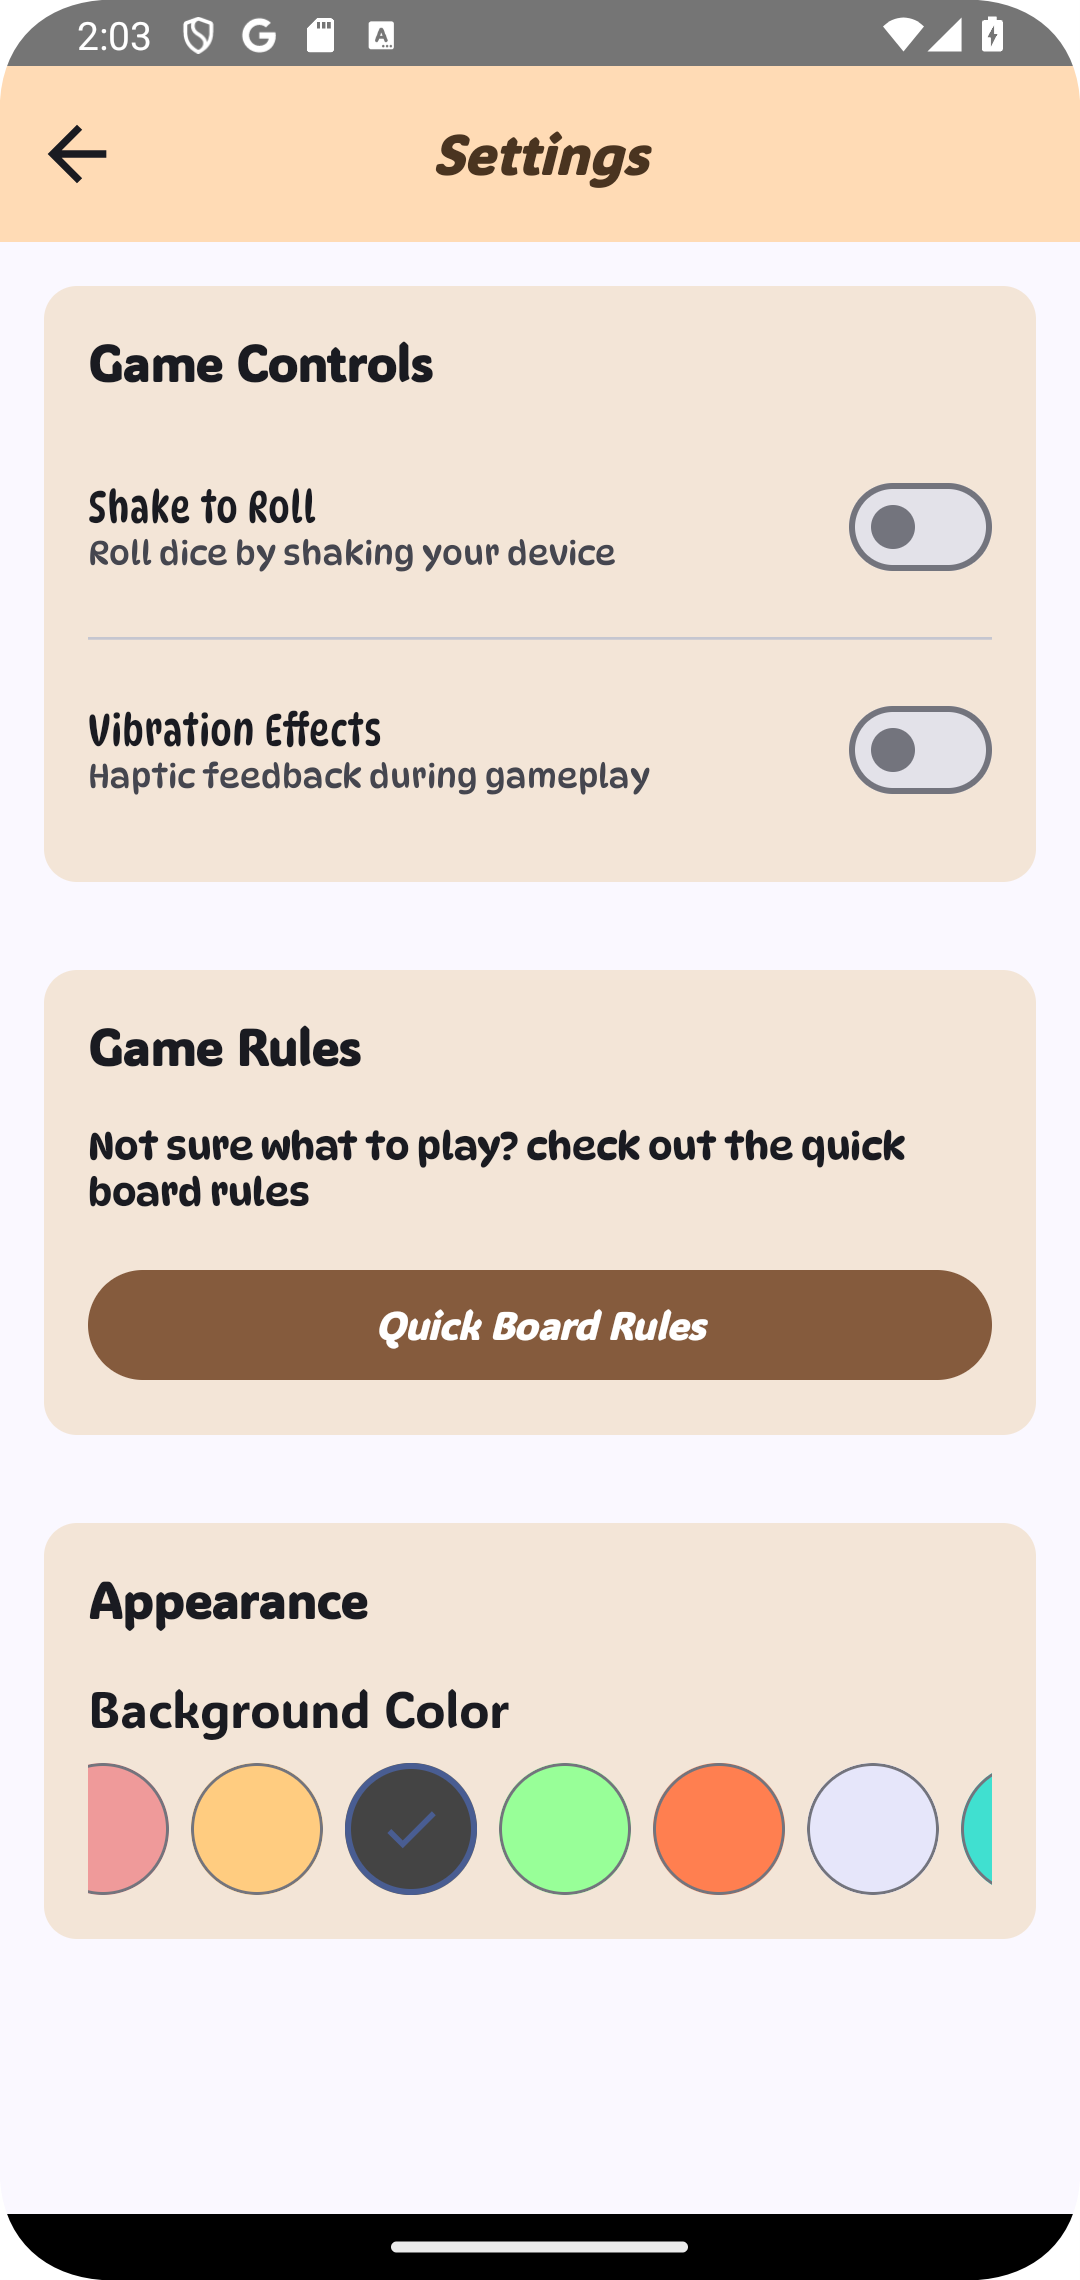 2:03
Settings
Game Controls
Shake to Roll
Roll dice by shaking your device
Vibration Effects
Haptic feedback during gameplay
Game Rules
Not sure what to play? check out the quick
board rules
Quick Board Rules
Appearance
Background Color